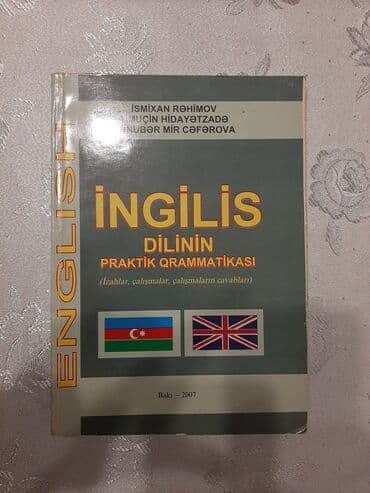 İSMİXAN RƏHİMOV
HİDAYƏTZADƏ
MİR CƏFƏROVA
ENGLISH
İNGİLİS
DİLİNİN
PRAKTİK QRAMMATİKASI
(İzahlar, çalışmalar, çalışmaların cavabları)
Bakı – 2007